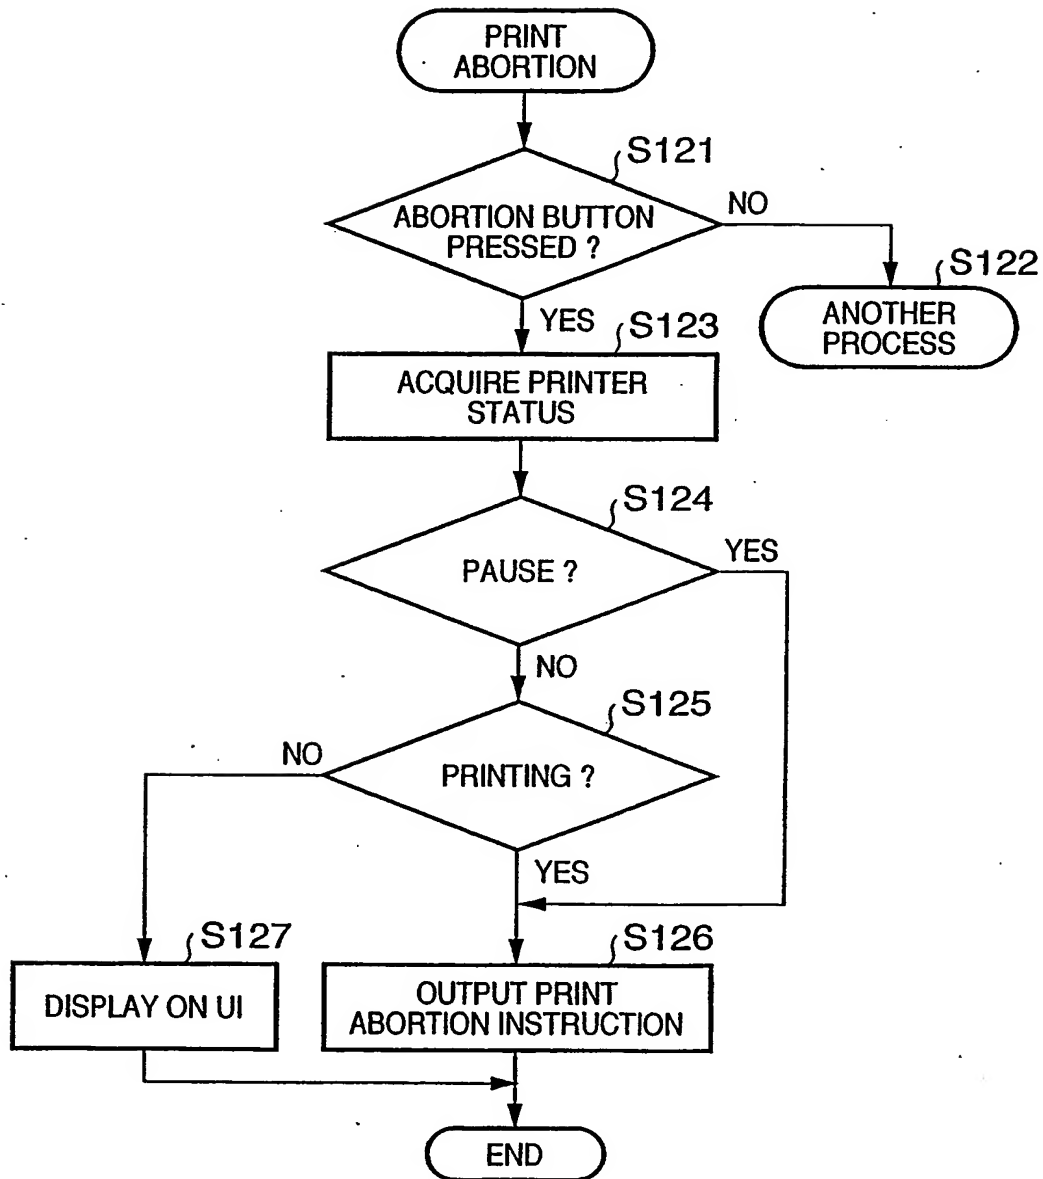 PRINT
ABORTION
S121
ABORTION BUTTON
PRESSED ?
NO
S122
ANOTHER
PROCESS
YES
S123
ACQUIRE PRINTER
STATUS
S124
PAUSE ?
YES
NO
S125
PRINTING ?
NO
YES
S127
DISPLAY ON UI
S126
OUTPUT PRINT
ABORTION INSTRUCTION
END